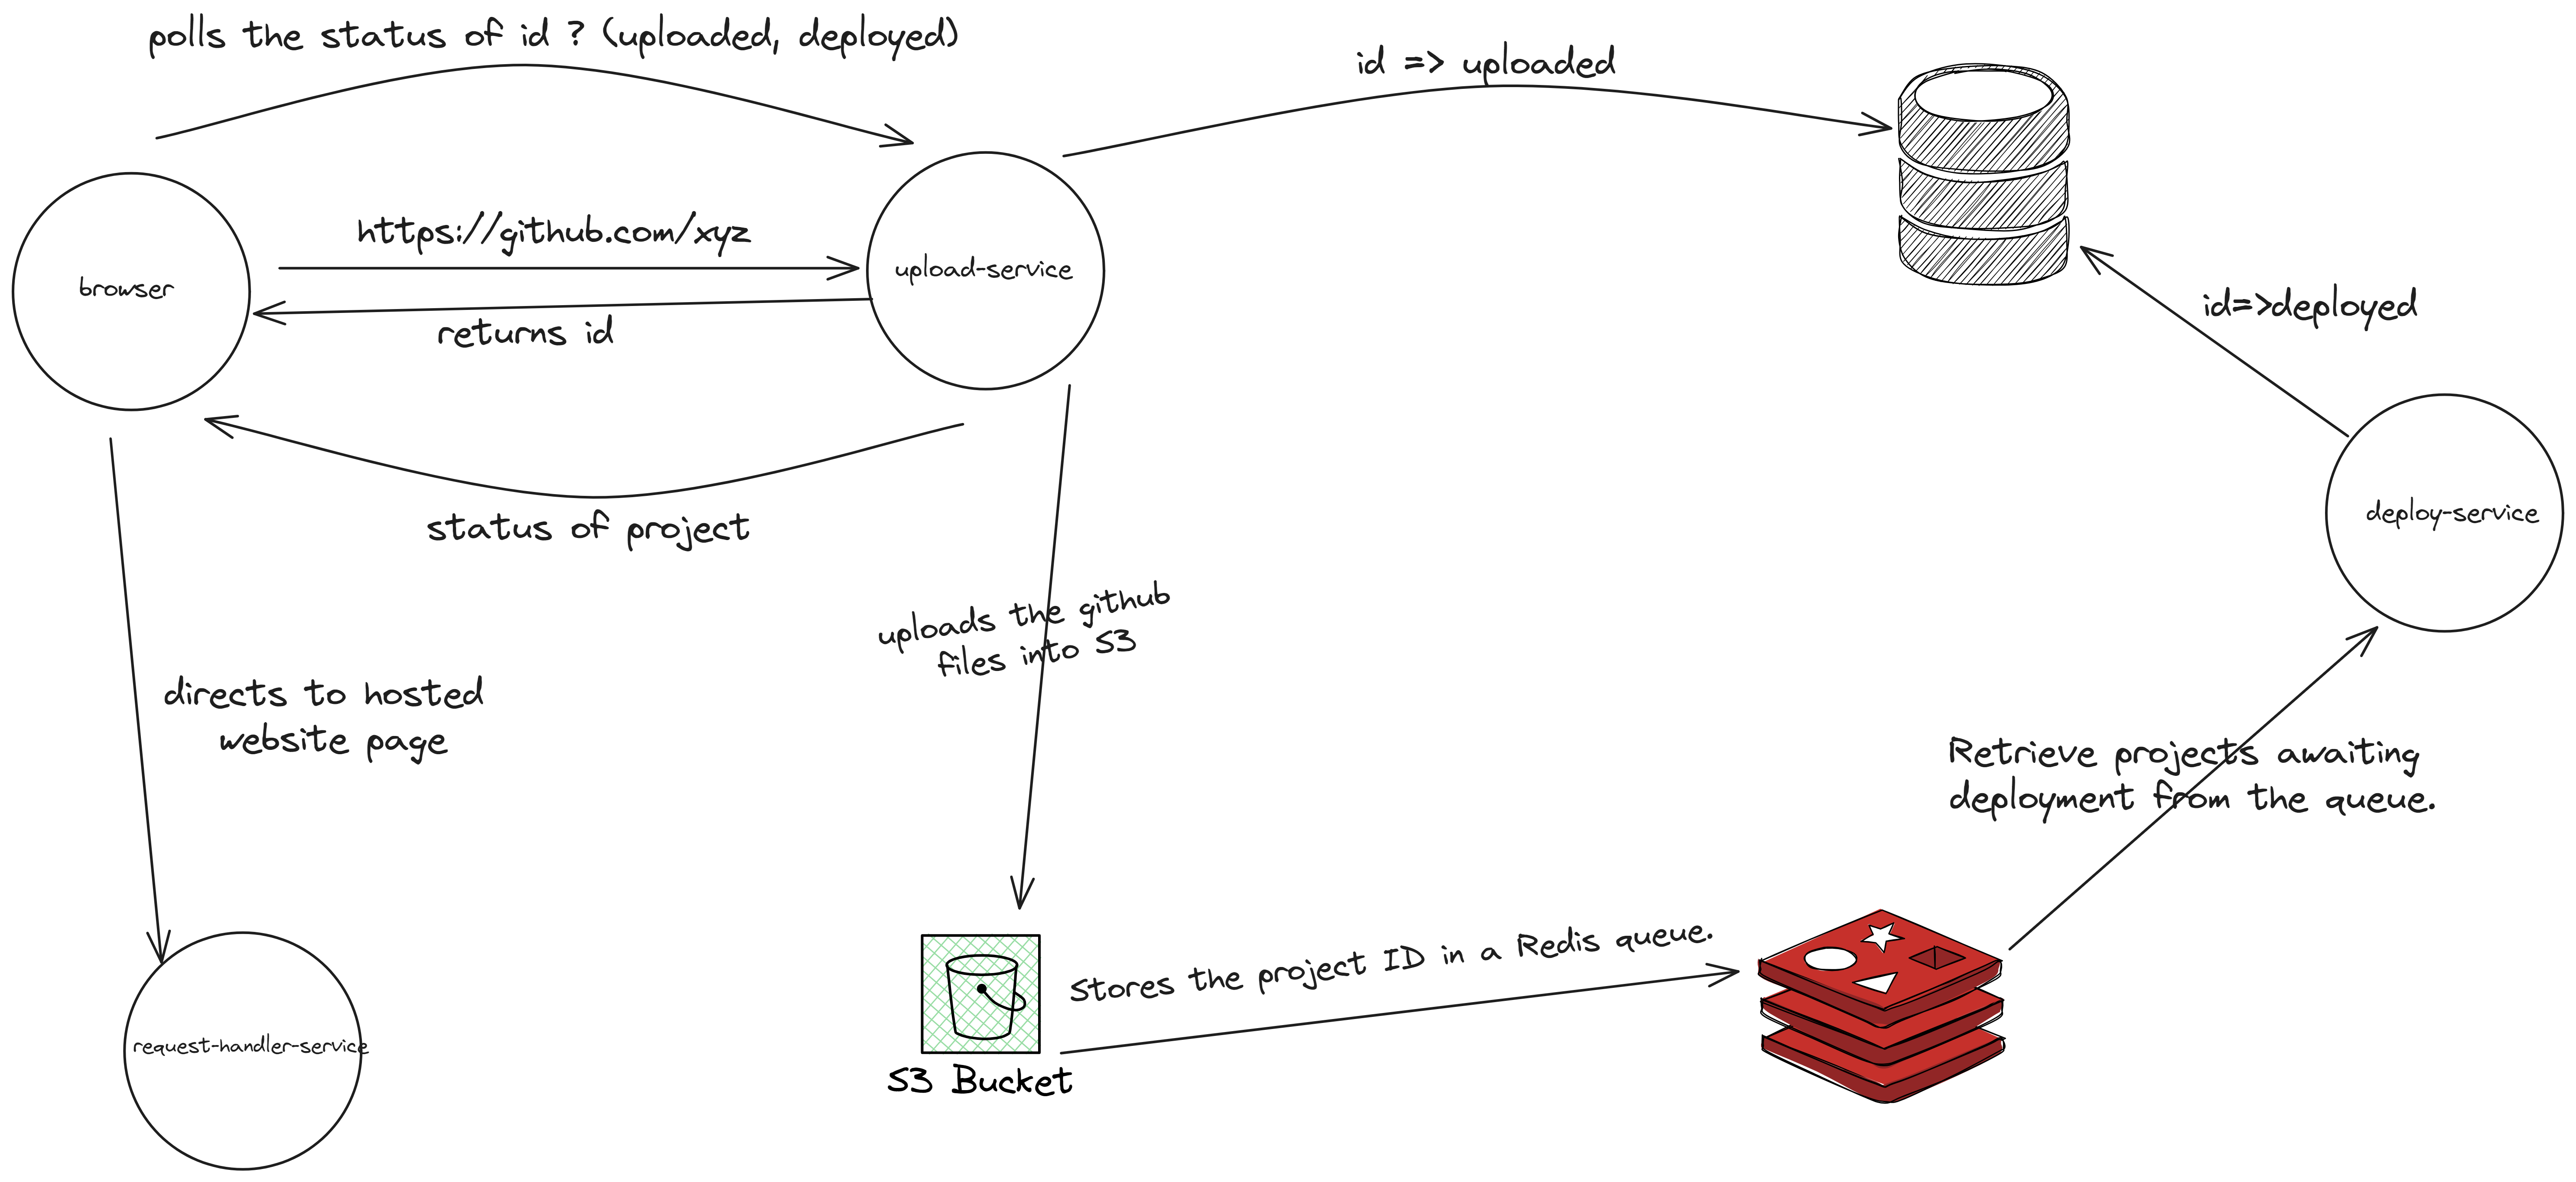 polls the status of id ? (uploaded, deployed)
id => uploaded
https://github.com/xyz
browser
upload-service
returns id
id=>deployed
deploy-service
status of project
uploads the github
files into S3
directs to hosted
website page
Retrieve projects awaiting
deployment from the queue.
Stores the project ID in a Redis queue.
request-handler-service
S3 Bucket